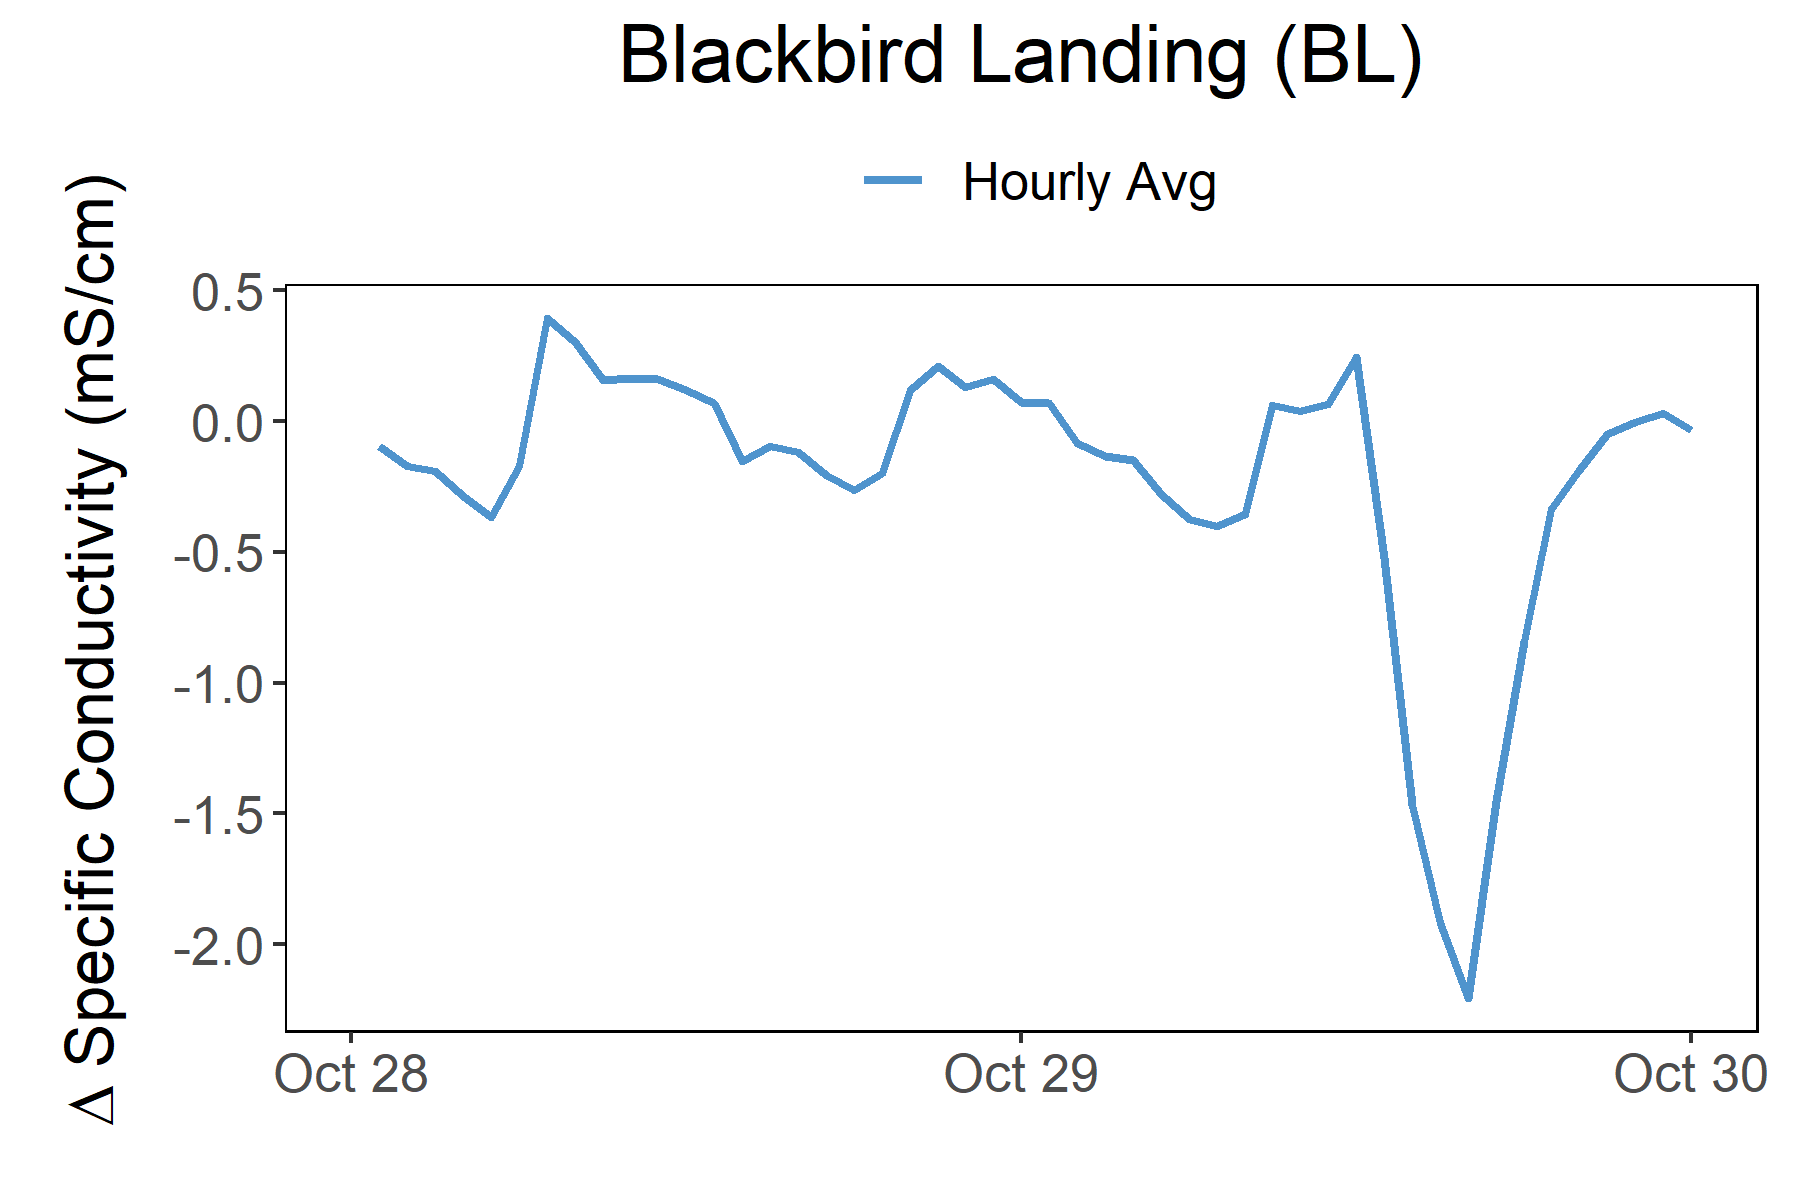 Blackbird Landing (BL)
Hourly Avg
Δ Specific Conductivity (mS/cm)
0.5
0.0
-0.5
-1.0
-1.5
-2.0
Oct 28 Oct 29 Oct 30